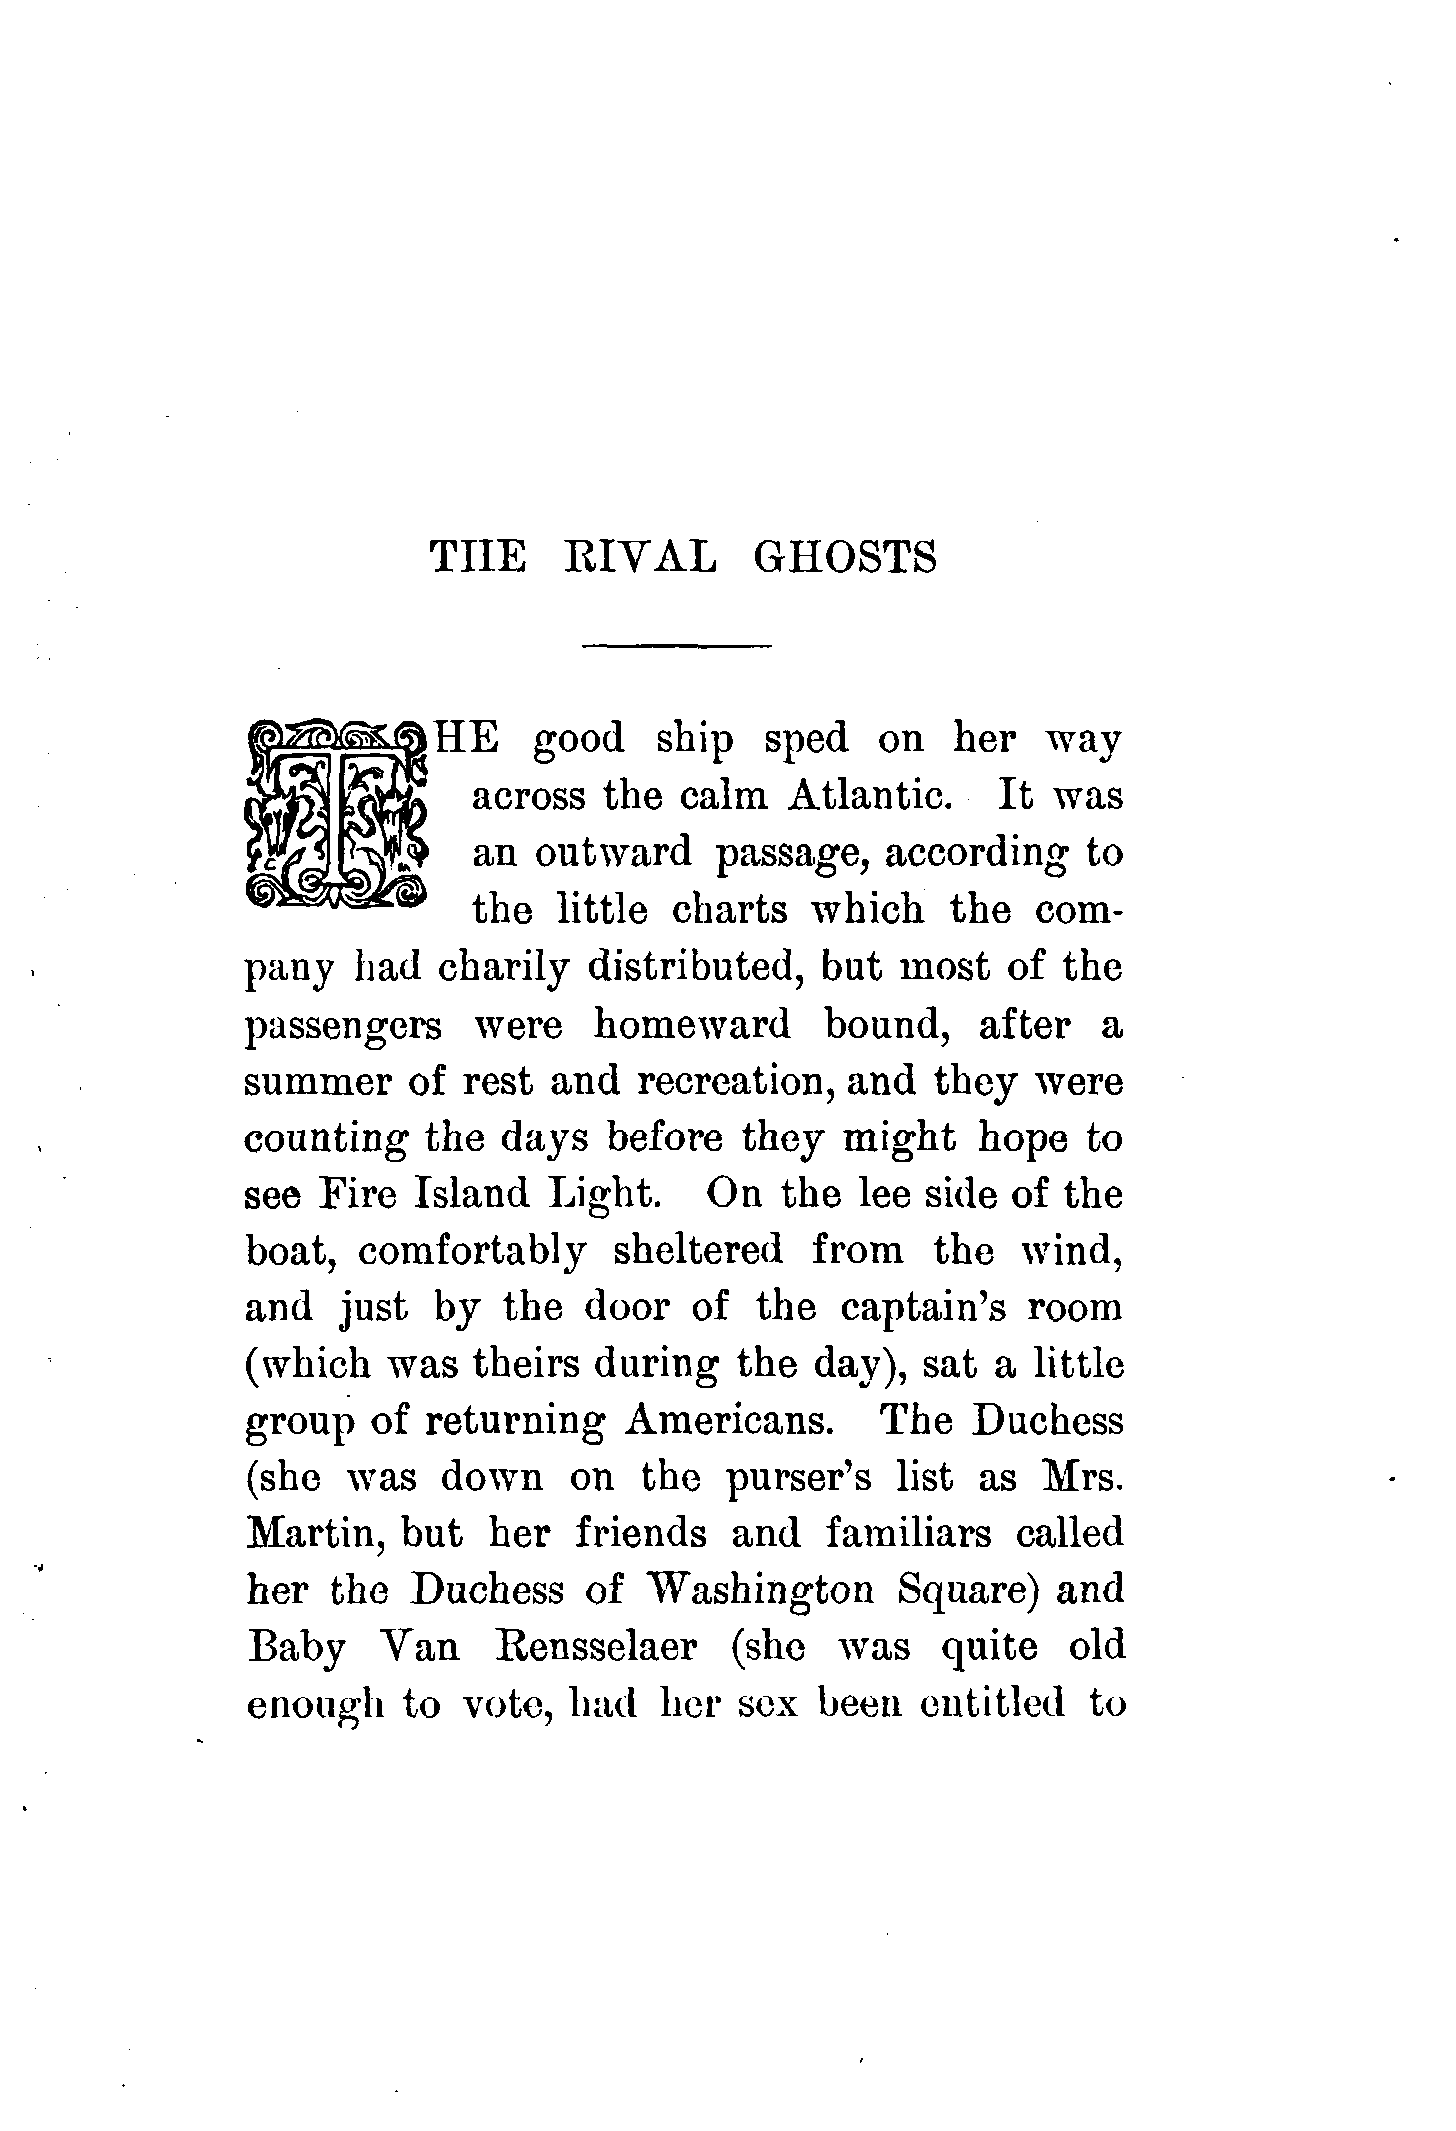 THE RIVAL GHOSTS
THE good ship sped on her way
across the calm Atlantic. It was
an outward passage, according to
the little charts which the com-
pany had charily distributed, but most of the
passengers were homeward bound, after a
summer of rest and recreation, and they were
counting the days before they might hope to
see Fire Island Light. On the lee side of the
boat, comfortably sheltered from the wind,
and just by the door of the captain's room
(which was theirs during the day), sat a little
group of returning Americans. The Duchess
(she was down on the purser's list as Mrs.
Martin, but her friends and familiars called
her the Duchess of Washington Square) and
Baby Van Rensselaer (she was quite old
enough to vote, had her sex been entitled to